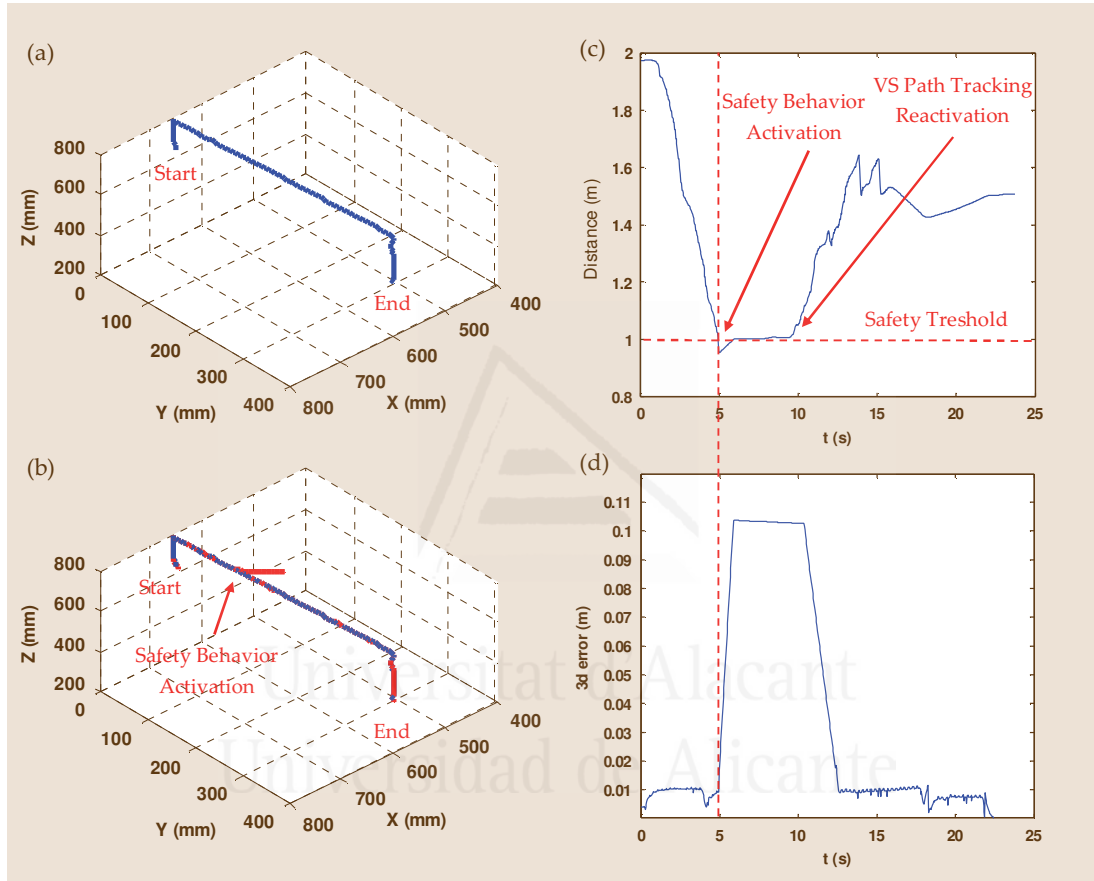 (a)
800
600
400
200
Z (mm)
0
100
200
300
400
Y (mm)
800
700
600
500
400
X (mm)
Start
End
(b)
800
600
400
200
Z (mm)
0
100
200
300
400
Y (mm)
800
700
600
500
400
X (mm)
Start
Safety Behavior
Activation
End
(c)
2
1.8
1.6
1.4
1.2
1
0.8
Distance (m)
0
5
10
15
20
25
t (s)
Safety Behavior
Activation
VS Path Tracking
Reactivation
Safety Treshold
(d)
0.11
0.1
0.09
0.08
0.07
0.06
0.05
0.04
0.03
0.02
0.01
3d error (m)
0
5
10
15
20
25
t (s)
Universitat d'Alacant
Universidad de Alicante